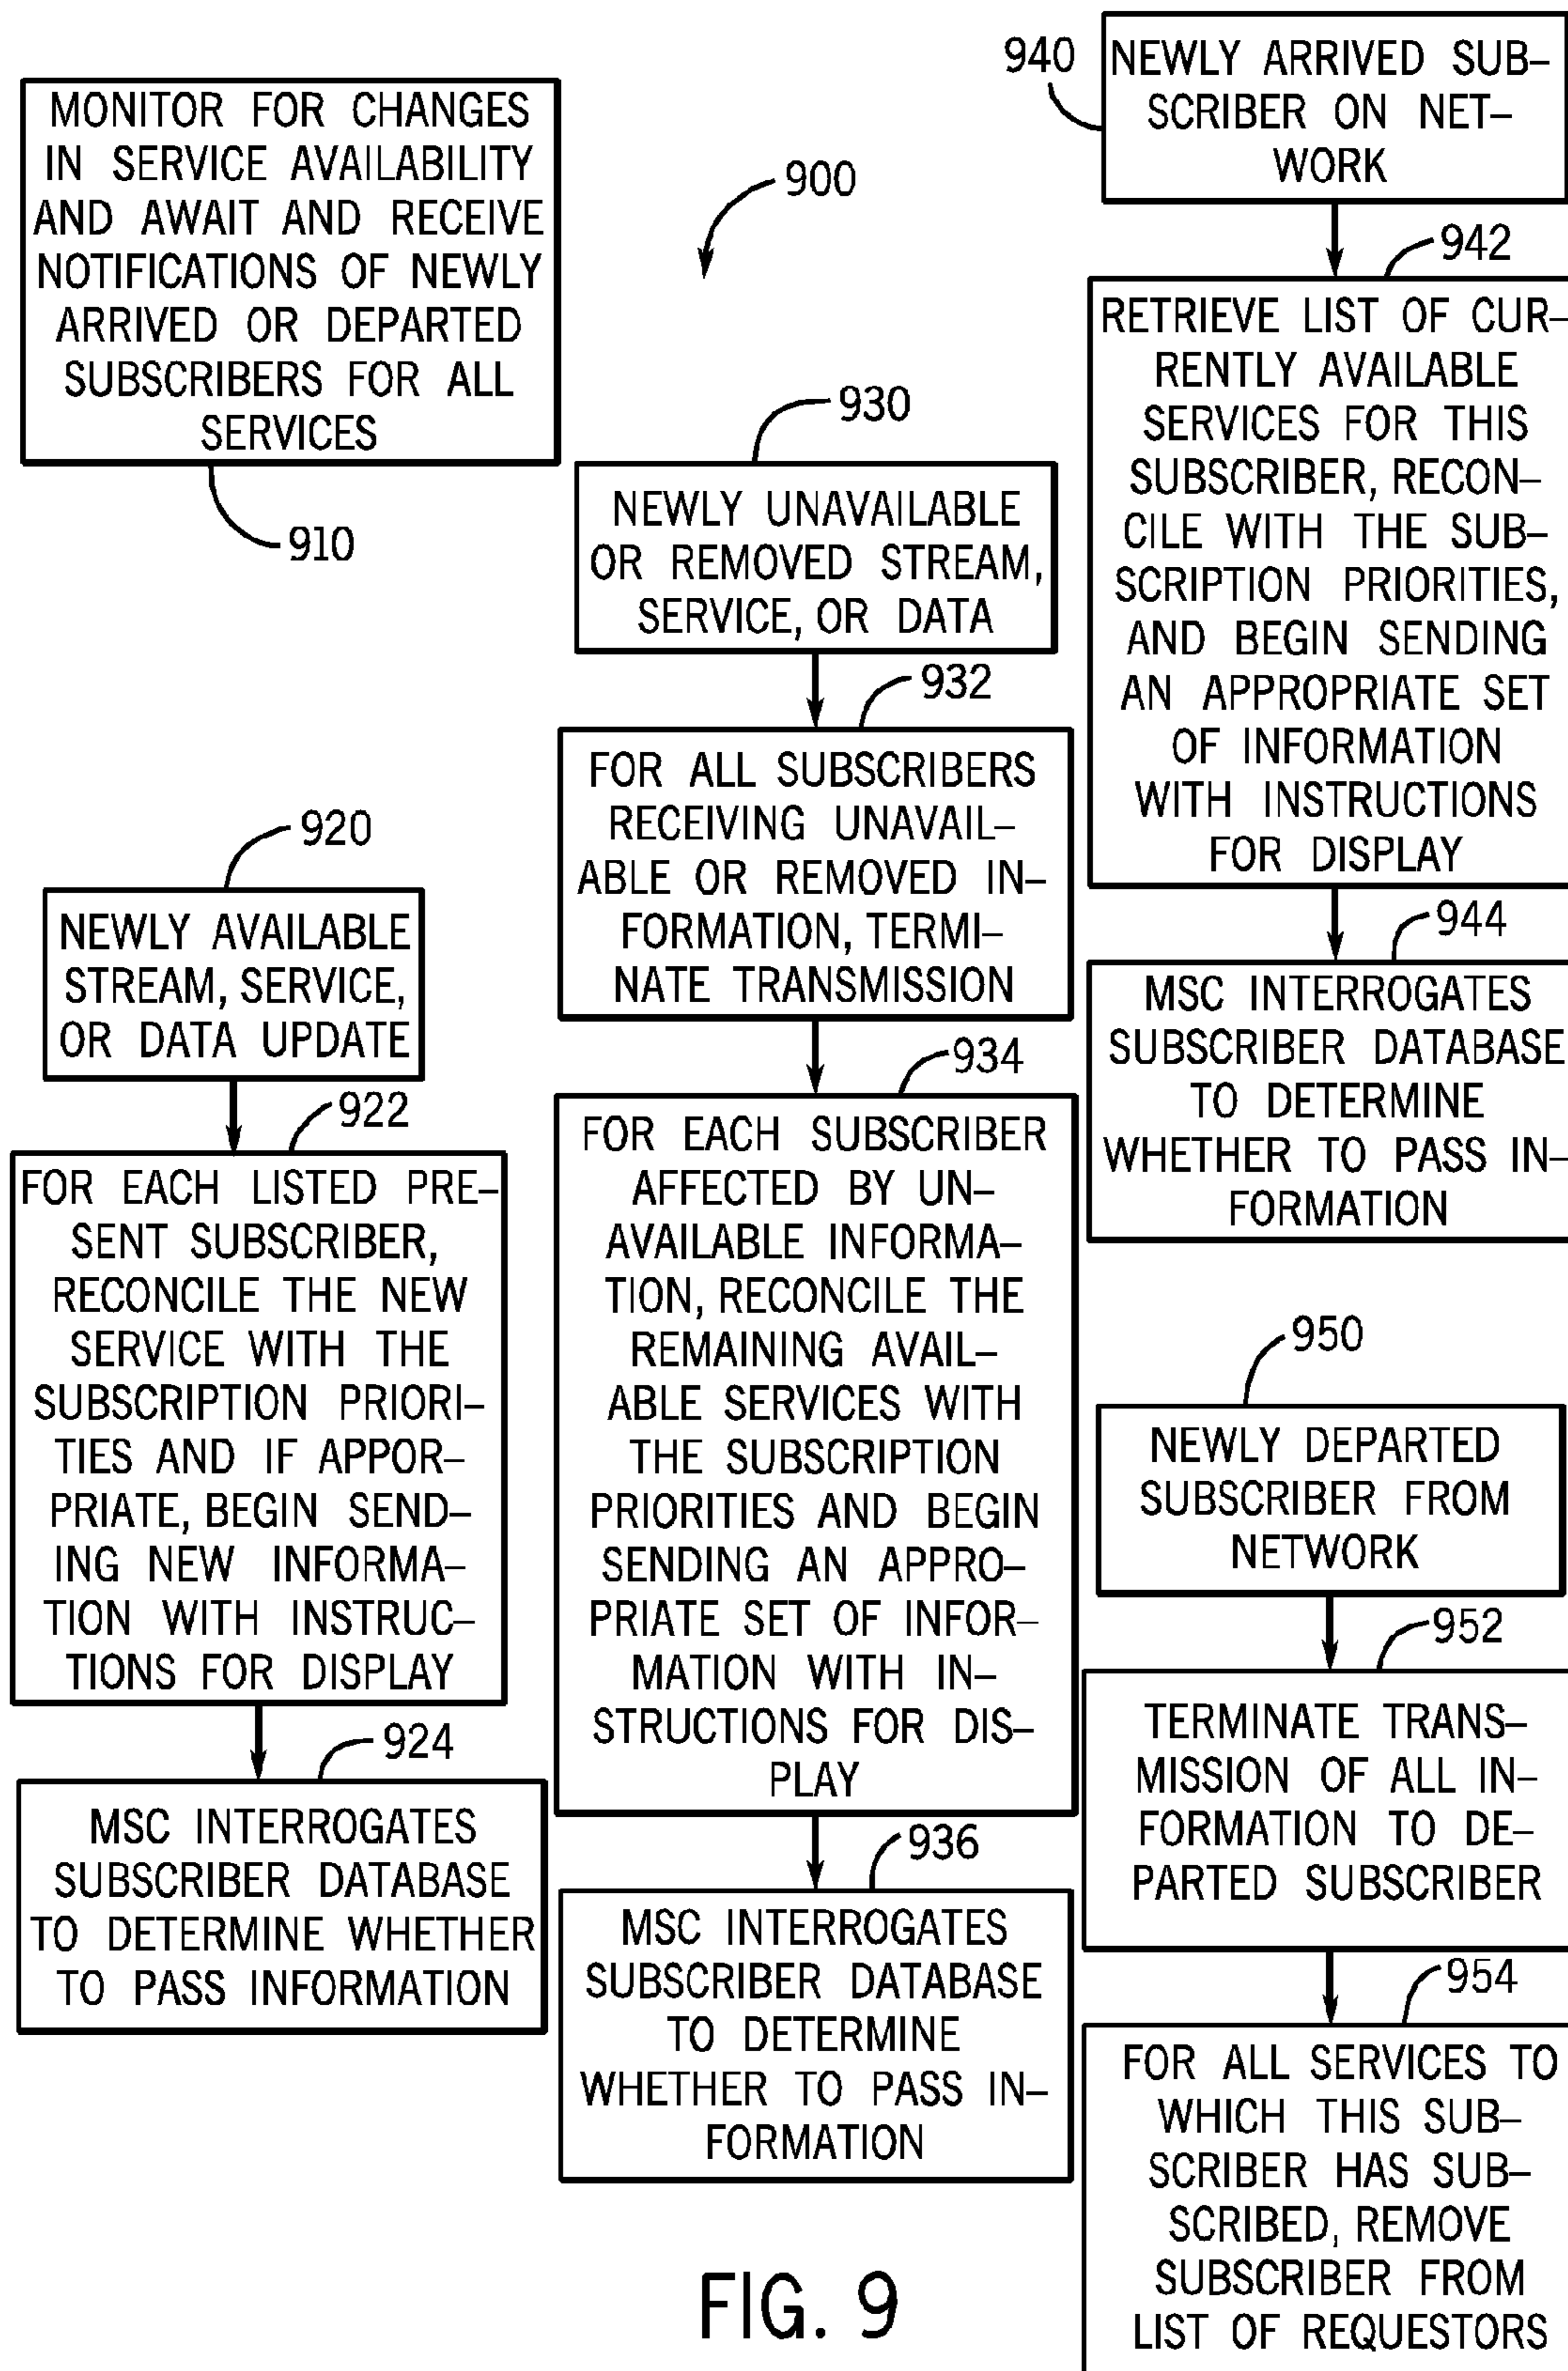 MONITOR FOR CHANGES
IN SERVICE AVAILABILITY
AND AWAIT AND RECEIVE
NOTIFICATIONS OF NEWLY
ARRIVED OR DEPARTED
SUBSCRIBERS FOR ALL
SERVICES
910
900
920
NEWLY AVAILABLE
STREAM, SERVICE,
OR DATA UPDATE
922
FOR EACH LISTED PRE–
SENT SUBSCRIBER,
RECONCILE THE NEW
SERVICE WITH THE
SUBSCRIPTION PRIORI–
TIES AND IF APPOR–
PRIATE, BEGIN SEND–
ING NEW INFORMA–
TION WITH INSTRUC–
TIONS FOR DISPLAY
924
MSC INTERROGATES
SUBSCRIBER DATABASE
TO DETERMINE WHETHER
TO PASS INFORMATION
930
NEWLY UNAVAILABLE
OR REMOVED STREAM,
SERVICE, OR DATA
932
FOR ALL SUBSCRIBERS
RECEIVING UNAVAIL–
ABLE OR REMOVED IN–
FORMATION, TERMI–
NATE TRANSMISSION
934
FOR EACH SUBSCRIBER
AFFECTED BY UN–
AVAILABLE INFORMA–
TION, RECONCILE THE
REMAINING AVAIL–
ABLE SERVICES WITH
THE SUBSCRIPTION
PRIORITIES AND BEGIN
SENDING AN APPRO–
PRIATE SET OF INFOR–
MATION WITH IN–
STRUCTIONS FOR DIS–
PLAY
936
MSC INTERROGATES
SUBSCRIBER DATABASE
TO DETERMINE
WHETHER TO PASS IN–
FORMATION
940
NEWLY ARRIVED SUB–
SCRIBER ON NET–
WORK
942
RETRIEVE LIST OF CUR–
RENTLY AVAILABLE
SERVICES FOR THIS
SUBSCRIBER, RECON–
CILE WITH THE SUB–
SCRIPTION PRIORITIES,
AND BEGIN SENDING
AN APPROPRIATE SET
OF INFORMATION
WITH INSTRUCTIONS
FOR DISPLAY
944
MSC INTERROGATES
SUBSCRIBER DATABASE
TO DETERMINE
WHETHER TO PASS IN–
FORMATION
950
NEWLY DEPARTED
SUBSCRIBER FROM
NETWORK
952
TERMINATE TRANS–
MISSION OF ALL IN–
FORMATION TO DE–
PARTED SUBSCRIBER
954
FOR ALL SERVICES TO
WHICH THIS SUB–
SCRIBER HAS SUB–
SCRIBED, REMOVE
SUBSCRIBER FROM
LIST OF REQUESTORS
FIG. 9